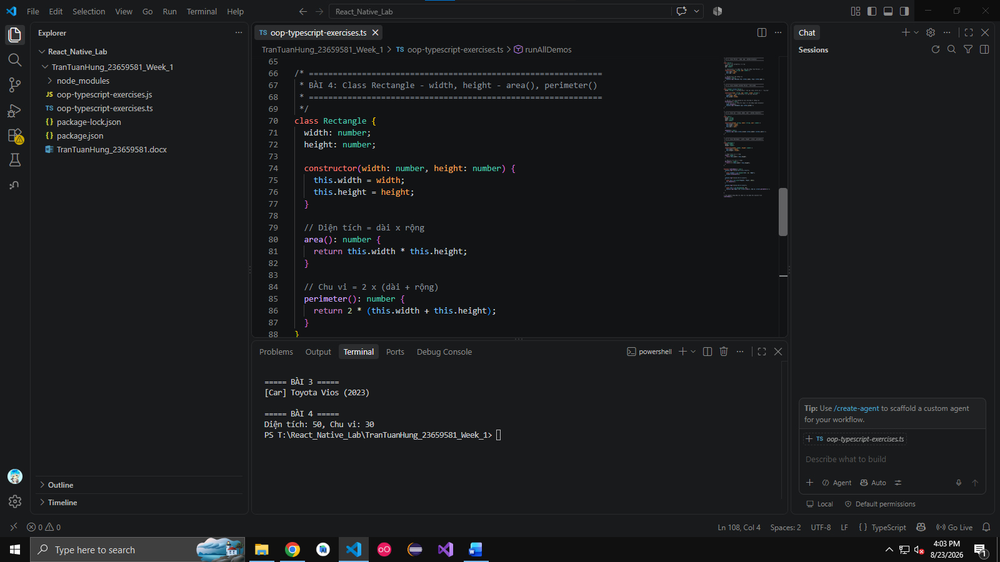 File Edit Selection View Go Run Terminal Help
React_Native_Lab
Explorer
React_Native_Lab
TranTuanHung_23659581_Week_1
node_modules
JS oop-typescript-exercises.js
TS oop-typescript-exercises.ts
{} package-lock.json
{} package.json
TranTuanHung_23659581.docx
Outline
Timeline
TS oop-typescript-exercises.ts
TranTuanHung_23659581_Week_1 > TS oop-typescript-exercises.ts > runAllDemos
65
66 /* =============================================================
67 * BÀI 4: Class Rectangle - width, height - area(), perimeter()
68 * =============================================================
69 */
70 class Rectangle {
71 width: number;
72 height: number;
73
74 constructor(width: number, height: number) {
75 this.width = width;
76 this.height = height;
77 }
78
79 // Diện tích = dài x rộng
80 area(): number {
81 return this.width * this.height;
82 }
83
84 // Chu vi = 2 x (dài + rộng)
85 perimeter(): number {
86 return 2 * (this.width + this.height);
87 }
88 }
Problems Output Terminal Ports Debug Console
powershell
===== BÀI 3 =====
[Car] Toyota Vios (2023)
===== BÀI 4 =====
Diện tích: 50, Chu vi: 30
PS T:\React_Native_Lab\TranTuanHung_23659581_Week_1>
Chat
Sessions
Tip: Use /create-agent to scaffold a custom agent
for your workflow.
TS oop-typescript-exercises.ts
Describe what to build
Agent Auto
Local Default permissions
0 0
Ln 108, Col 4 Spaces: 2 UTF-8 LF {} TypeScript Go Live
Type here to search
4:03 PM
8/23/2026
1